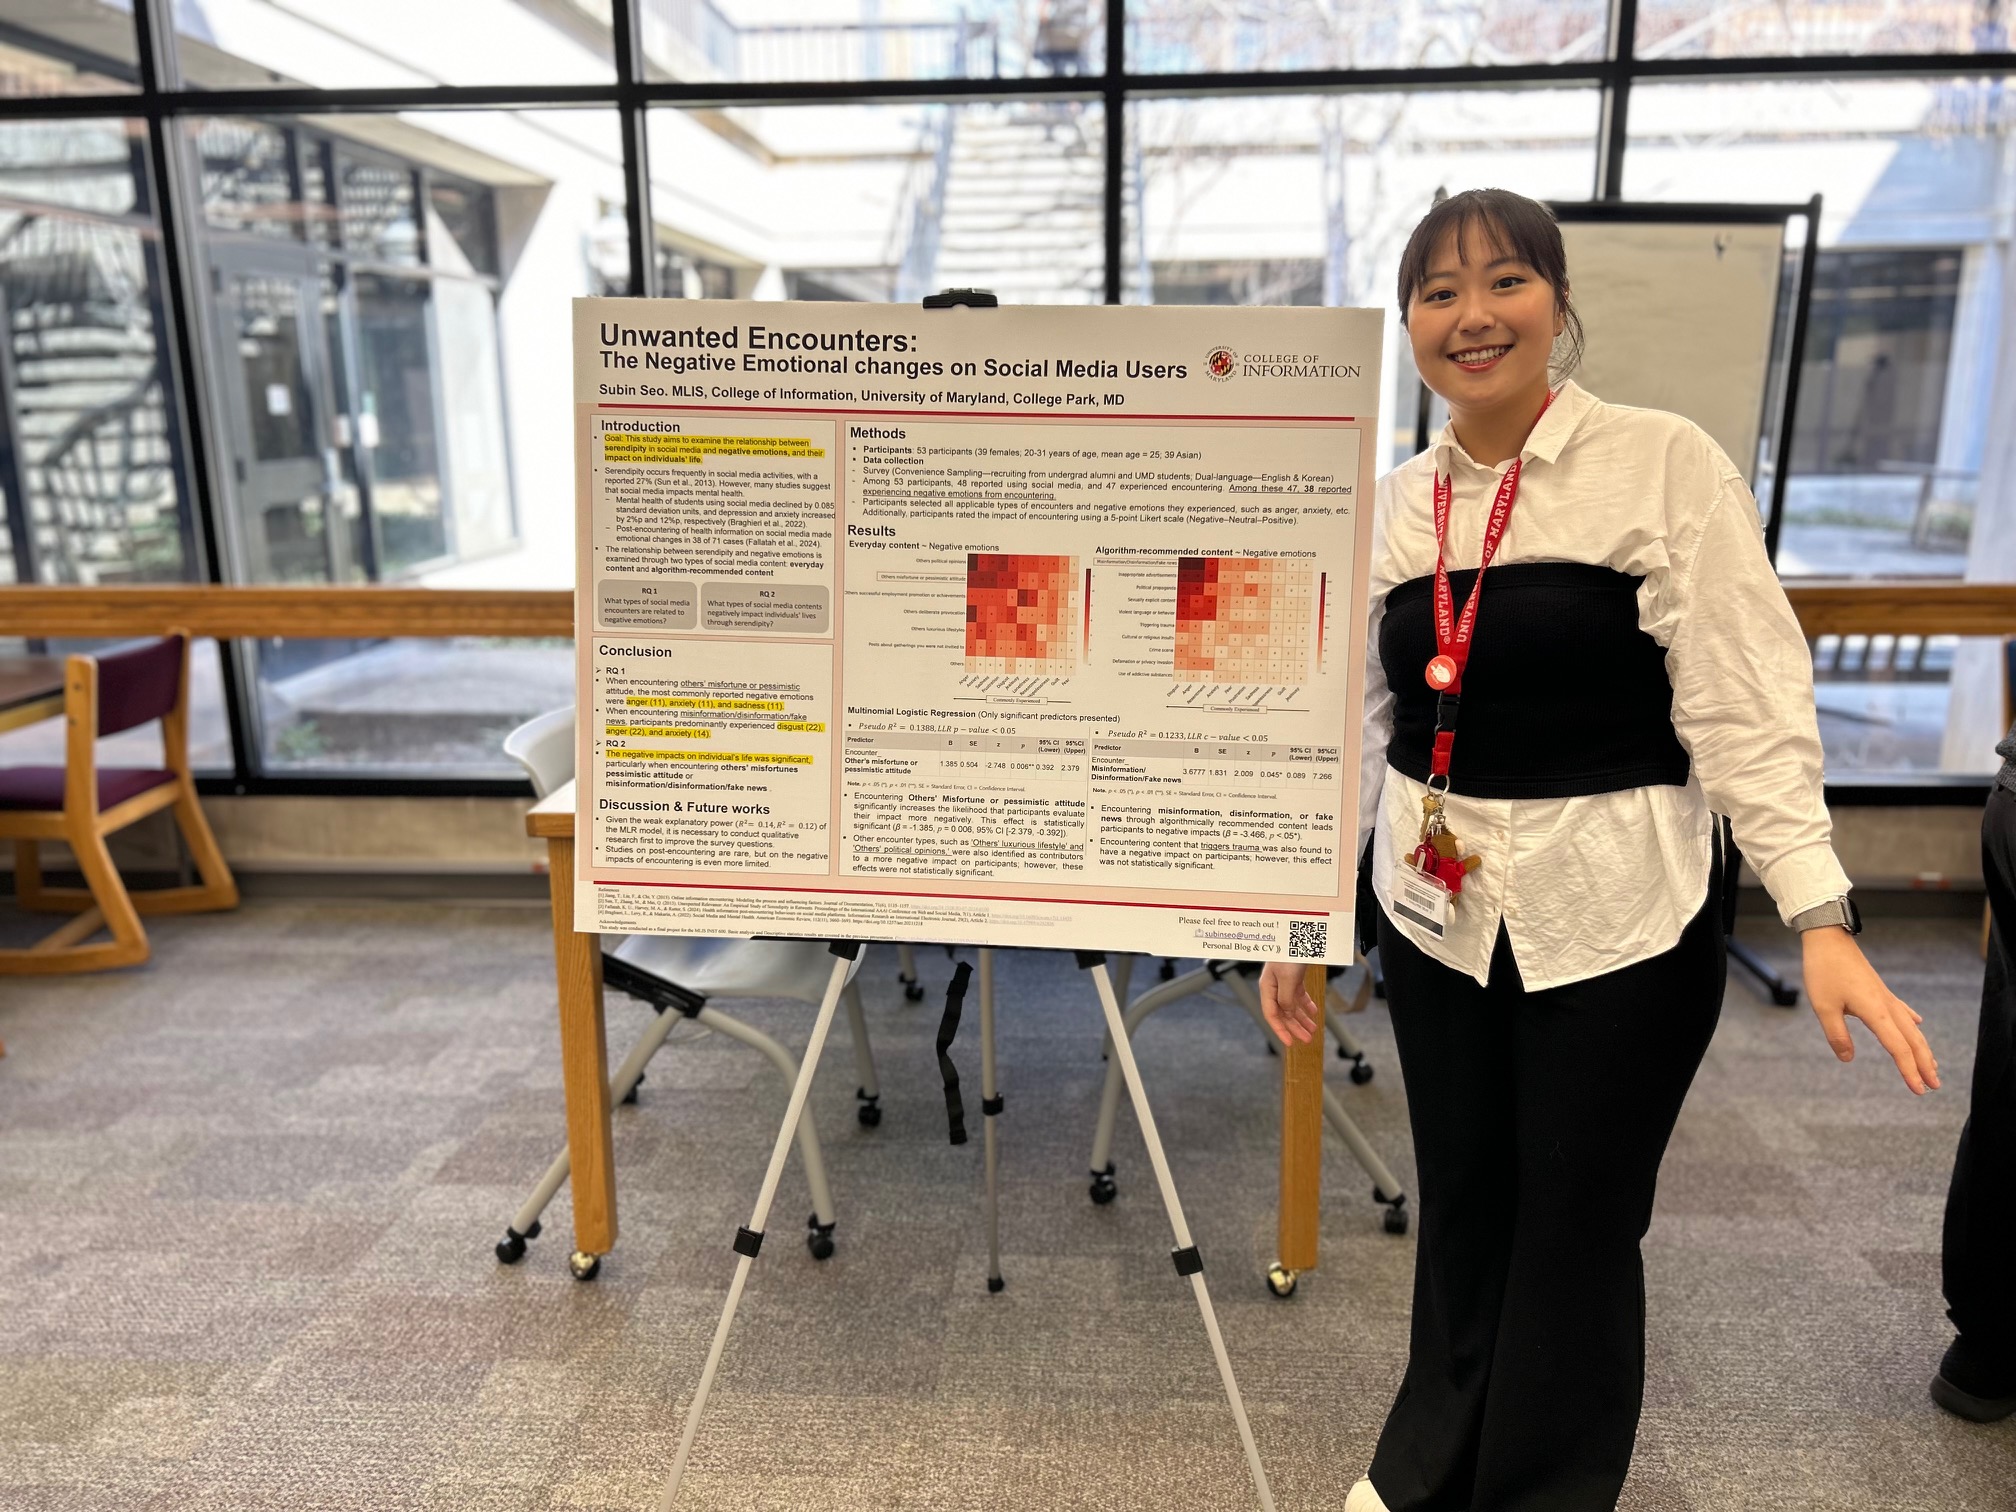 Unwanted Encounters:
The Negative Emotional changes on Social Media Users
COLLEGE OF
INFORMATION
Subin Seo. MLIS, College of Information, University of Maryland, College Park, MD
Introduction
Goal: This study aims to examine the relationship between
serendipity in social media and negative emotions, and their
impact on individuals' life.
Serendipity occurs frequently in social media activities, with a
reported 27% (Sun et al., 2013). However, many studies suggest
that social media impacts mental health.
− Mental health of students using social media declined by 0.085
standard deviation units, and depression and anxiety increased
by 2%p and 12%p, respectively (Braghieri et al., 2022).
− Post-encountering of health information on social media made
emotional changes in 38 of 71 cases (Fallatah et al., 2024).
The relationship between serendipity and negative emotions is
examined through two types of social media content: everyday
content and algorithm-recommended content
RQ 1
What types of social media
encounters are related to
negative emotions?
RQ 2
What types of social media contents
negatively impact individuals' lives
through serendipity?
Conclusion
➢ RQ 1
When encountering others' misfortune or pessimistic
attitude, the most commonly reported negative emotions
were anger (11), anxiety (11), and sadness (11).
When encountering misinformation/disinformation/fake
news, participants predominantly experienced disgust (22),
anger (22), and anxiety (14).
➢ RQ 2
The negative impacts on individual's life was significant,
particularly when encountering others' misfortunes
pessimistic attitude or
misinformation/disinformation/fake news .
Discussion & Future works
Given the weak explanatory power (R²= 0.14, R² = 0.12) of
the MLR model, it is necessary to conduct qualitative
research first to improve the survey questions.
Studies on post-encountering are rare, but on the negative
impacts of encountering is even more limited.
Methods
Participants: 53 participants (39 females; 20-31 years of age, mean age = 25; 39 Asian)
Data collection
- Survey (Convenience Sampling—recruiting from undergrad alumni and UMD students; Dual-language—English & Korean)
- Among 53 participants, 48 reported using social media, and 47 experienced encountering. Among these 47, 38 reported
experiencing negative emotions from encountering.
- Participants selected all applicable types of encounters and negative emotions they experienced, such as anger, anxiety, etc.
Additionally, participants rated the impact of encountering using a 5-point Likert scale (Negative–Neutral–Positive).
Results
Everyday content ~ Negative emotions
Others political opinions
Others misfortune or pessimistic attitude
Others successful employment promotion or achievements
Others deliberate provocation
Others luxurious lifestyles
Posts about gatherings you were not invited to
Others
Anger
Anxiety
Sadness
Frustration
Disgust
Jealousy
Loneliness
Resentment
Hopelessness
Guilt
Fear
Commonly Experienced
Algorithm-recommended content ~ Negative emotions
Misinformation/Disinformation/Fake news
Inappropriate advertisements
Political propaganda
Sexually explicit content
Violent language or behavior
Triggering trauma
Cultural or religious insults
Crime scene
Defamation or privacy invasion
Use of addictive substances
Disgust
Anger
Resentment
Anxiety
Fear
Frustration
Sadness
Hopelessness
Guilt
Jealousy
Commonly Experienced
Multinomial Logistic Regression (Only significant predictors presented)
Pseudo R² = 0.1388, LLR p − value < 0.05
Predictor B SE z p 95% CI (Lower) 95%CI (Upper)
Encounter_
Other's misfortune or
pessimistic attitude
1.385 0.504 -2.748 0.006** 0.392 2.379
Note. p < .05 (*), p < .01 (**). SE = Standard Error, CI = Confidence Interval.
Encountering Others' Misfortune or pessimistic attitude
significantly increases the likelihood that participants evaluate
their impact more negatively. This effect is statistically
significant (β = -1.385, p = 0.006, 95% CI [-2.379, -0.392]).
Other encounter types, such as 'Others' luxurious lifestyle' and
'Others' political opinions,' were also identified as contributors
to a more negative impact on participants; however, these
effects were not statistically significant.
Pseudo R² = 0.1233, LLR c − value < 0.05
Predictor B SE z p 95% CI (Lower) 95%CI (Upper)
Encounter_
Misinformation/
Disinformation/Fake news
3.6777 1.831 2.009 0.045* 0.089 7.266
Note. p < .05 (*), p < .01 (**). SE = Standard Error, CI = Confidence Interval.
Encountering misinformation, disinformation, or fake
news through algorithmically recommended content leads
participants to negative impacts (β = -3.466, p <.05*).
Encountering content that triggers trauma was also found to
have a negative impact on participants; however, this effect
was not statistically significant.
References
Acknowledgements
Please feel free to reach out !
subinseo@umd.edu
Personal Blog & CV ))
UNIVERSITY OF MARYLAND
MARYLAND